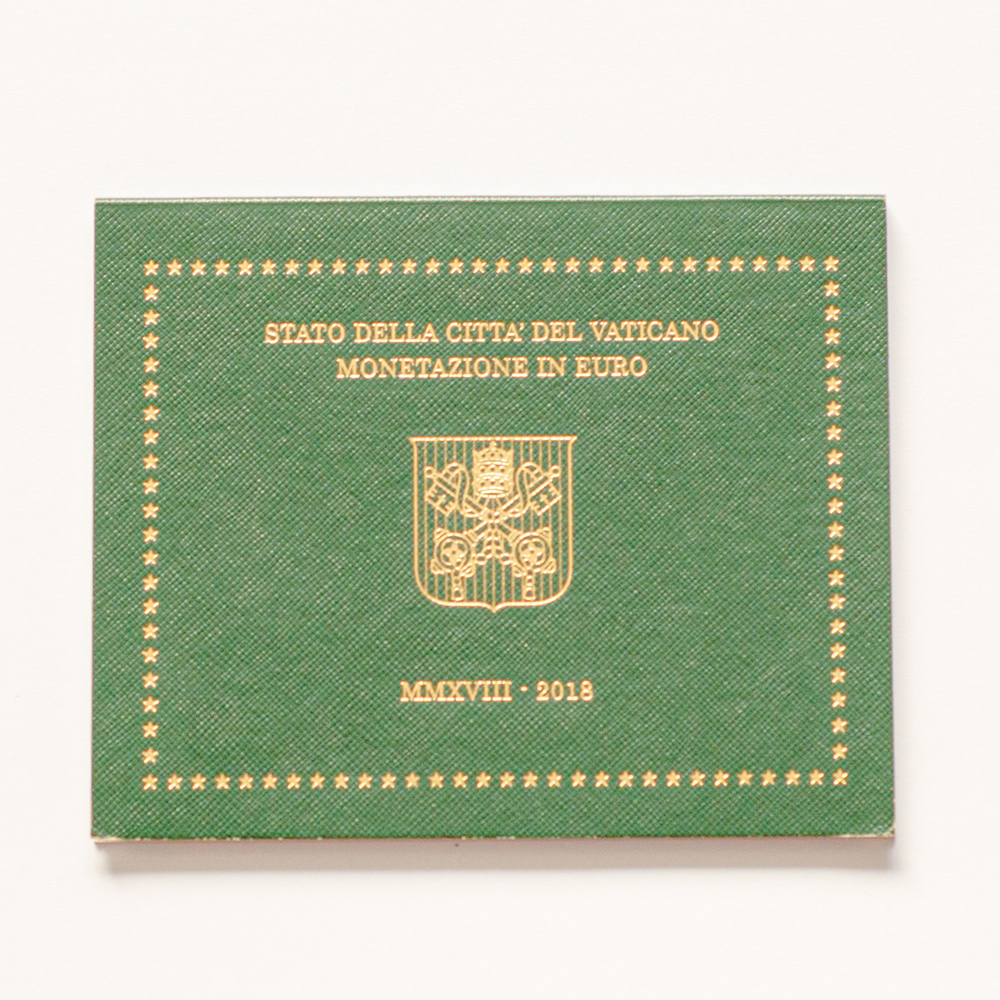 STATO DELLA CITTA' DEL VATICANO
MONETAZIONE IN EURO
MMXVIII · 2018